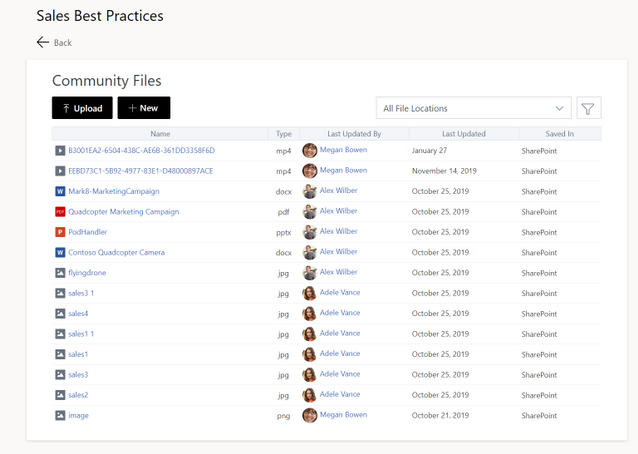 Sales Best Practices
Back
Community Files
Upload
New
All File Locations
Name Type Last Updated By Last Updated Saved In
B3001EA2-6504-438C-AE6B-361DD3358F6D mp4 Megan Bowen January 27 SharePoint
EEBD73C1-5B92-4977-83E1-D48000897ACE mp4 Megan Bowen November 14, 2019 SharePoint
W Mark8-MarketingCampaign docx Alex Wilber October 25, 2019 SharePoint
PDF Quadcopter Marketing Campaign pdf Alex Wilber October 25, 2019 SharePoint
P PodHandler pptx Alex Wilber October 25, 2019 SharePoint
W Contoso Quadcopter Camera docx Alex Wilber October 25, 2019 SharePoint
flyingdrone jpg Alex Wilber October 25, 2019 SharePoint
sales3 1 jpg Adele Vance October 25, 2019 SharePoint
sales4 jpg Adele Vance October 25, 2019 SharePoint
sales1 1 jpg Adele Vance October 25, 2019 SharePoint
sales1 jpg Adele Vance October 25, 2019 SharePoint
sales3 jpg Adele Vance October 25, 2019 SharePoint
sales2 jpg Adele Vance October 25, 2019 SharePoint
image png Megan Bowen October 21, 2019 SharePoint